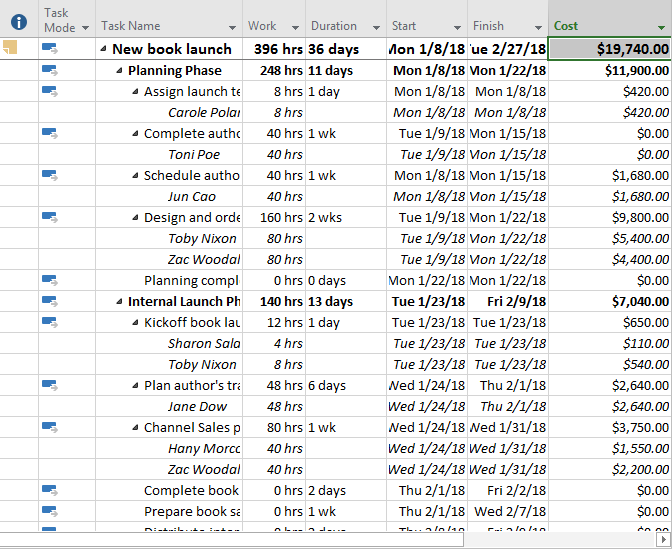 Task Mode Task Name Work Duration Start Finish Cost
New book launch 396 hrs 36 days Mon 1/8/18 Tue 2/27/18 $19,740.00
Planning Phase 248 hrs 11 days Mon 1/8/18 Mon 1/22/18 $11,900.00
Assign launch te 8 hrs 1 day Mon 1/8/18 Mon 1/8/18 $420.00
Carole Polar 8 hrs Mon 1/8/18 Mon 1/8/18 $420.00
Complete autho 40 hrs 1 wk Tue 1/9/18 Mon 1/15/18 $0.00
Toni Poe 40 hrs Tue 1/9/18 Mon 1/15/18 $0.00
Schedule autho 40 hrs 1 wk Mon 1/8/18 Mon 1/15/18 $1,680.00
Jun Cao 40 hrs Mon 1/8/18 Mon 1/15/18 $1,680.00
Design and orde 160 hrs 2 wks Tue 1/9/18 Mon 1/22/18 $9,800.00
Toby Nixon 80 hrs Tue 1/9/18 Mon 1/22/18 $5,400.00
Zac Woodal 80 hrs Tue 1/9/18 Mon 1/22/18 $4,400.00
Planning compl 0 hrs 0 days Mon 1/22/18 Mon 1/22/18 $0.00
Internal Launch Ph 140 hrs 13 days Tue 1/23/18 Fri 2/9/18 $7,040.00
Kickoff book lau 12 hrs 1 day Tue 1/23/18 Tue 1/23/18 $650.00
Sharon Sala 4 hrs Tue 1/23/18 Tue 1/23/18 $110.00
Toby Nixon 8 hrs Tue 1/23/18 Tue 1/23/18 $540.00
Plan author's tra 48 hrs 6 days Wed 1/24/18 Thu 2/1/18 $2,640.00
Jane Dow 48 hrs Wed 1/24/18 Thu 2/1/18 $2,640.00
Channel Sales p 80 hrs 1 wk Wed 1/24/18 Wed 1/31/18 $3,750.00
Hany Morcc 40 hrs Wed 1/24/18 Wed 1/31/18 $1,550.00
Zac Woodal 40 hrs Wed 1/24/18 Wed 1/31/18 $2,200.00
Complete book 0 hrs 2 days Thu 2/1/18 Fri 2/2/18 $0.00
Prepare book sa 0 hrs 1 wk Thu 2/1/18 Wed 2/7/18 $0.00